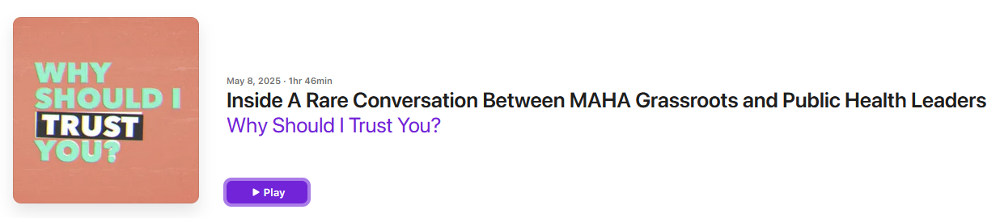 WHY
SHOULD I
TRUST
YOU?
May 8, 2025 · 1hr 46min
Inside A Rare Conversation Between MAHA Grassroots and Public Health Leaders
Why Should I Trust You?
Play